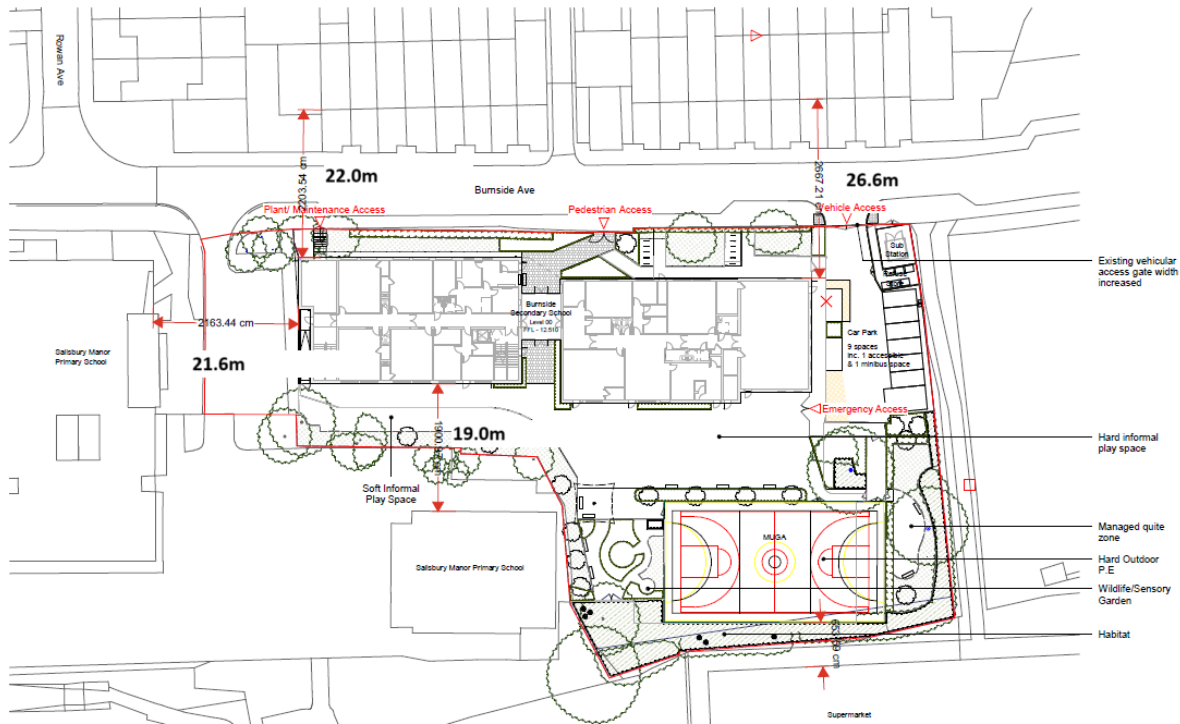 Rowan Ave
22.0m
2203.54 cm
Burnside Ave
26.6m
2667.21 cm
Plant/ Maintenance Access
Pedestrian Access
Vehicle Access
Sub
Station
Existing vehicular
access gate width
increased
Burnside
Secondary School
Level 00
FFL - 12.510
2163.44 cm
21.6m
Salisbury Manor
Primary School
Car Park
9 spaces
Inc. 1 accessible
& 1 minibus space
Emergency Access
19.0m
Hard informal
play space
Soft Informal
Play Space
Managed quite
zone
MUGA
Hard Outdoor
P.E
Salisbury Manor Primary School
Wildlife/Sensory
Garden
Habitat
Supermarket